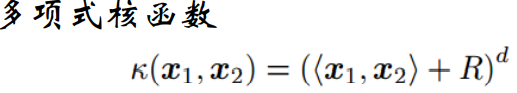 多项式核函数
κ(x₁, x₂) = (⟨x₁, x₂⟩ + R)ᵈ